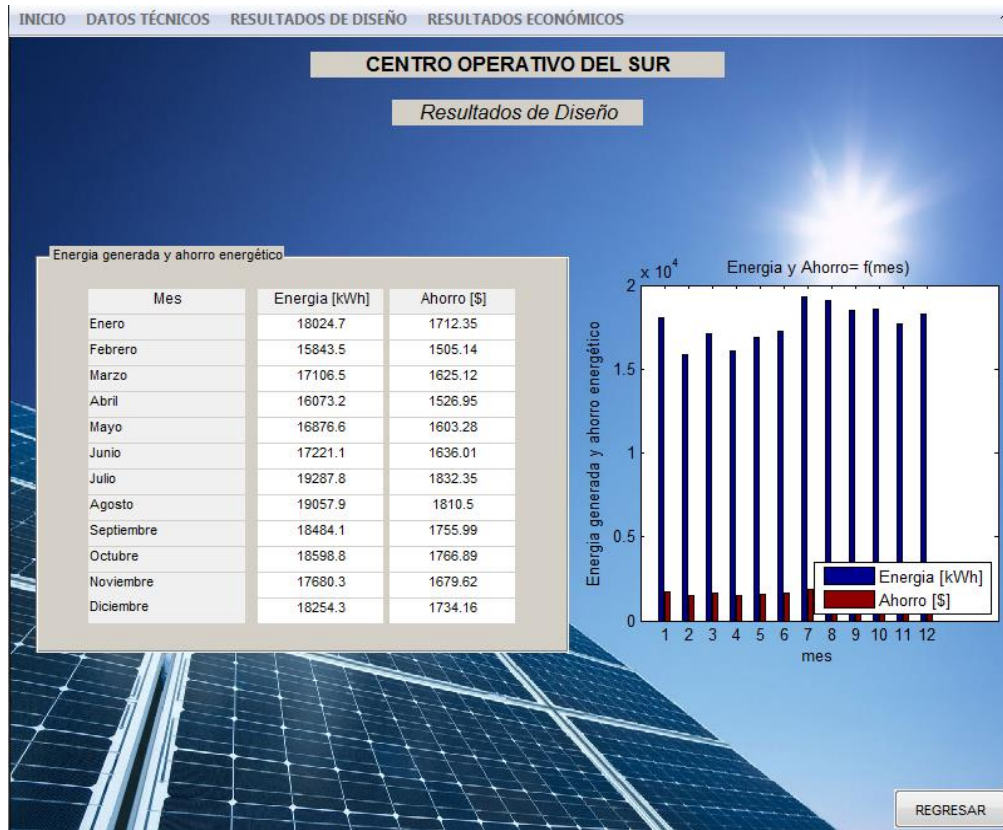 INICIO DATOS TÉCNICOS RESULTADOS DE DISEÑO RESULTADOS ECONÓMICOS
CENTRO OPERATIVO DEL SUR
Resultados de Diseño
Energia generada y ahorro energético
Mes Energia [kWh] Ahorro [$]
Enero 18024.7 1712.35
Febrero 15843.5 1505.14
Marzo 17106.5 1625.12
Abril 16073.2 1526.95
Mayo 16876.6 1603.28
Junio 17221.1 1636.01
Julio 19287.8 1832.35
Agosto 19057.9 1810.5
Septiembre 18484.1 1755.99
Octubre 18598.8 1766.89
Noviembre 17680.3 1679.62
Diciembre 18254.3 1734.16
x 10^4
Energia y Ahorro= f(mes)
Energia generada y ahorro energético
2
1.5
1
0.5
0
Energia [kWh]
Ahorro [$]
1 2 3 4 5 6 7 8 9 10 11 12
mes
REGRESAR